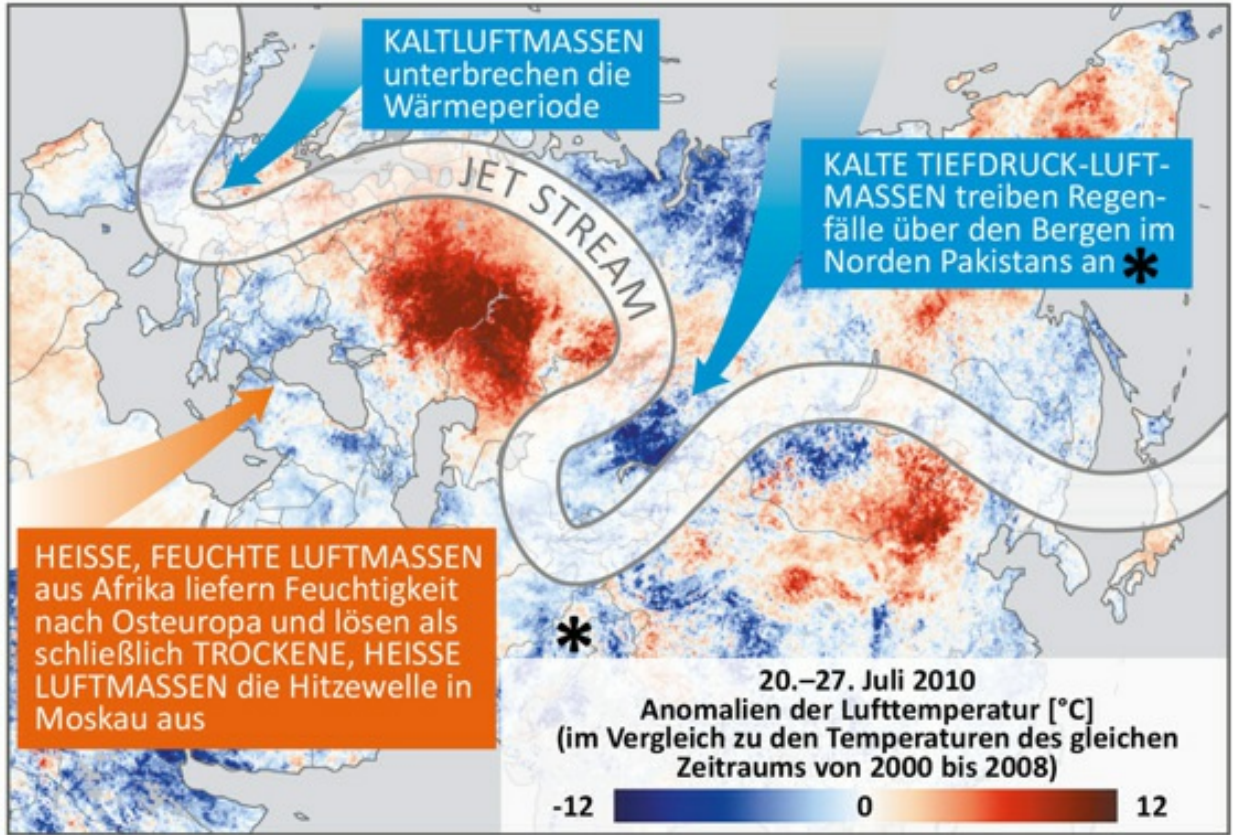 KALTLUFTMASSEN
unterbrechen die
Wärmeperiode
JET STREAM
KALTE TIEFDRUCK-LUFT-
MASSEN treiben Regen-
fälle über den Bergen im
Norden Pakistans an *
HEISSE, FEUCHTE LUFTMASSEN
aus Afrika liefern Feuchtigkeit
nach Osteuropa und lösen als
schließlich TROCKENE, HEISSE
LUFTMASSEN die Hitzewelle in
Moskau aus
*
20.–27. Juli 2010
Anomalien der Lufttemperatur [°C]
(im Vergleich zu den Temperaturen des gleichen
Zeitraums von 2000 bis 2008)
-12 0 12